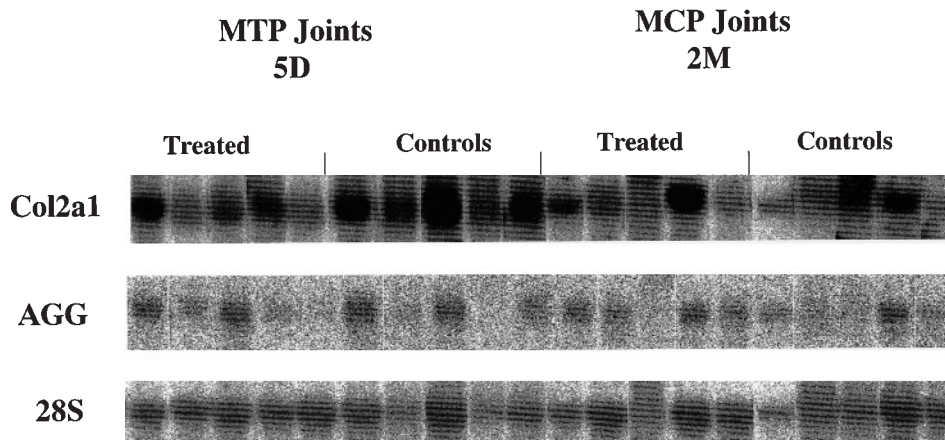 MTP Joints
5D
MCP Joints
2M
Treated
Controls
Treated
Controls
Col2a1
AGG
28S